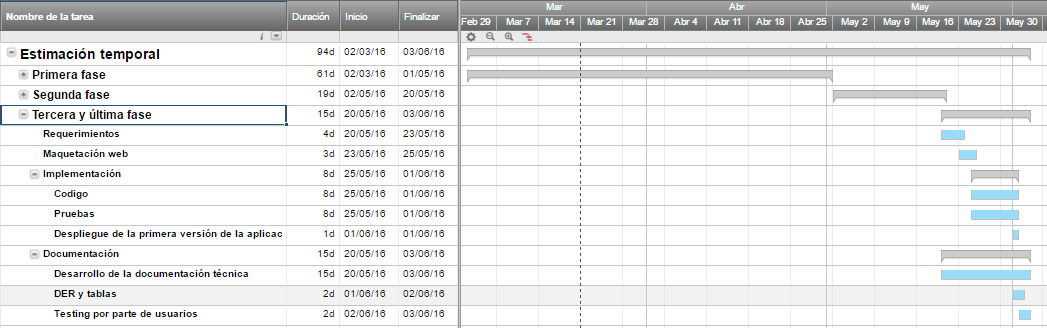 Nombre de la tarea Duración Inicio Finalizar
Mar Abr May
Feb 29 Mar 7 Mar 14 Mar 21 Mar 28 Abr 4 Abr 11 Abr 18 Abr 25 May 2 May 9 May 16 May 23 May 30
i
Estimación temporal 94d 02/03/16 03/06/16
Primera fase 61d 02/03/16 01/05/16
Segunda fase 19d 02/05/16 20/05/16
Tercera y última fase 15d 20/05/16 03/06/16
Requerimientos 4d 20/05/16 23/05/16
Maquetación web 3d 23/05/16 25/05/16
Implementación 8d 25/05/16 01/06/16
Codigo 8d 25/05/16 01/06/16
Pruebas 8d 25/05/16 01/06/16
Despliegue de la primera versión de la aplicac 1d 01/06/16 01/06/16
Documentación 15d 20/05/16 03/06/16
Desarrollo de la documentación técnica 15d 20/05/16 03/06/16
DER y tablas 2d 01/06/16 02/06/16
Testing por parte de usuarios 2d 02/06/16 03/06/16